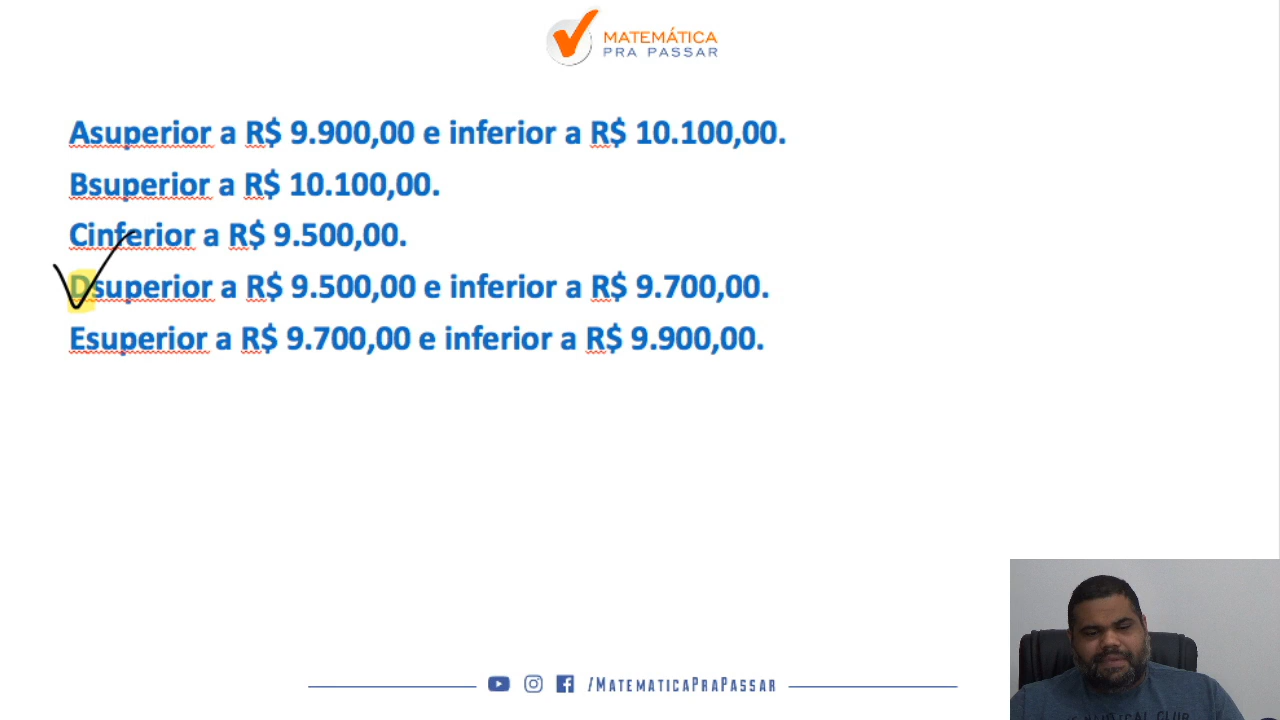 MATEMÁTICA
PRA PASSAR
Asuperior a R$ 9.900,00 e inferior a R$ 10.100,00.
Bsuperior a R$ 10.100,00.
Cinferior a R$ 9.500,00.
Dsuperior a R$ 9.500,00 e inferior a R$ 9.700,00.
Esuperior a R$ 9.700,00 e inferior a R$ 9.900,00.
/MATEMATICAPRAPASSAR